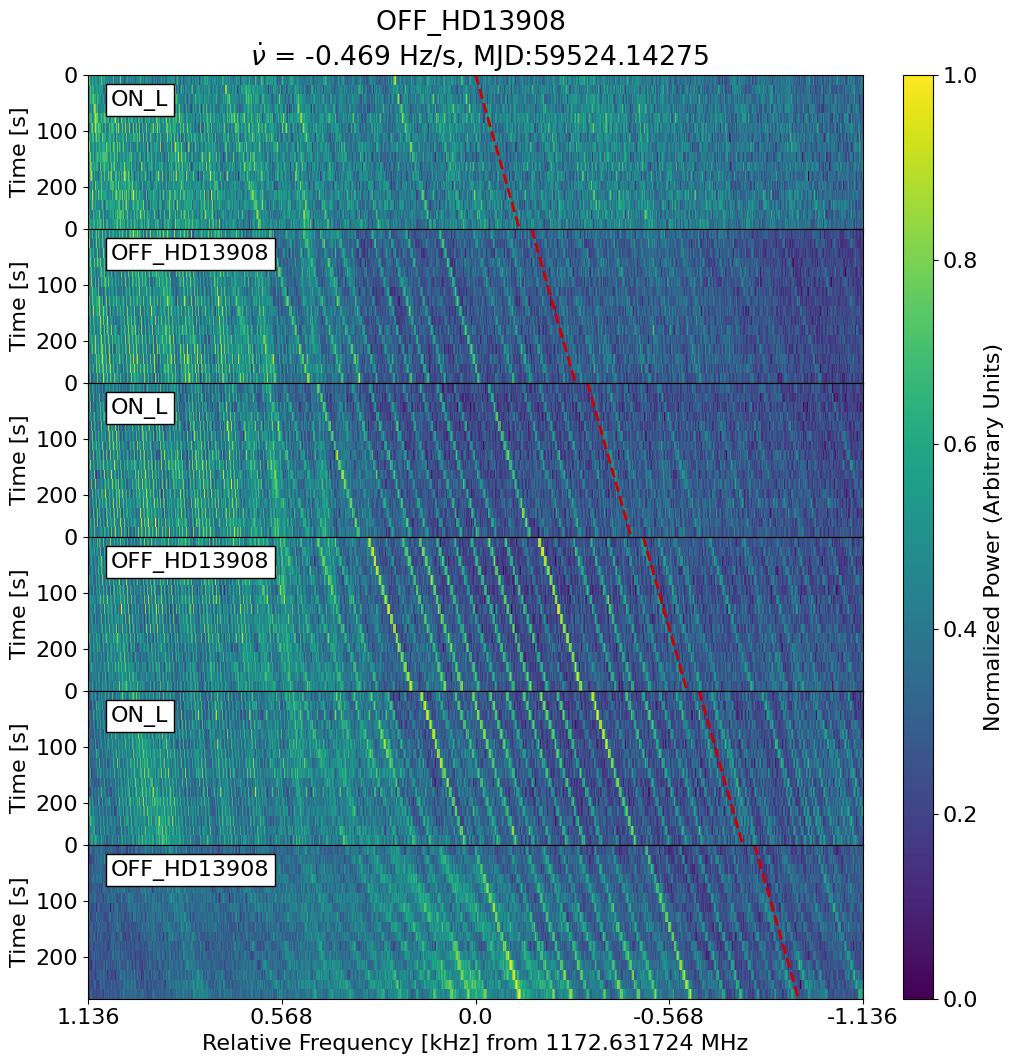 OFF_HD13908
ν̇ = -0.469 Hz/s, MJD:59524.14275
0
100
200
Time [s]
ON_L
0
100
200
Time [s]
OFF_HD13908
0
100
200
Time [s]
ON_L
0
100
200
Time [s]
OFF_HD13908
0
100
200
Time [s]
ON_L
0
100
200
Time [s]
OFF_HD13908
1.136 0.568 0.0 -0.568 -1.136
Relative Frequency [kHz] from 1172.631724 MHz
1.0
0.8
0.6
0.4
0.2
0.0
Normalized Power (Arbitrary Units)